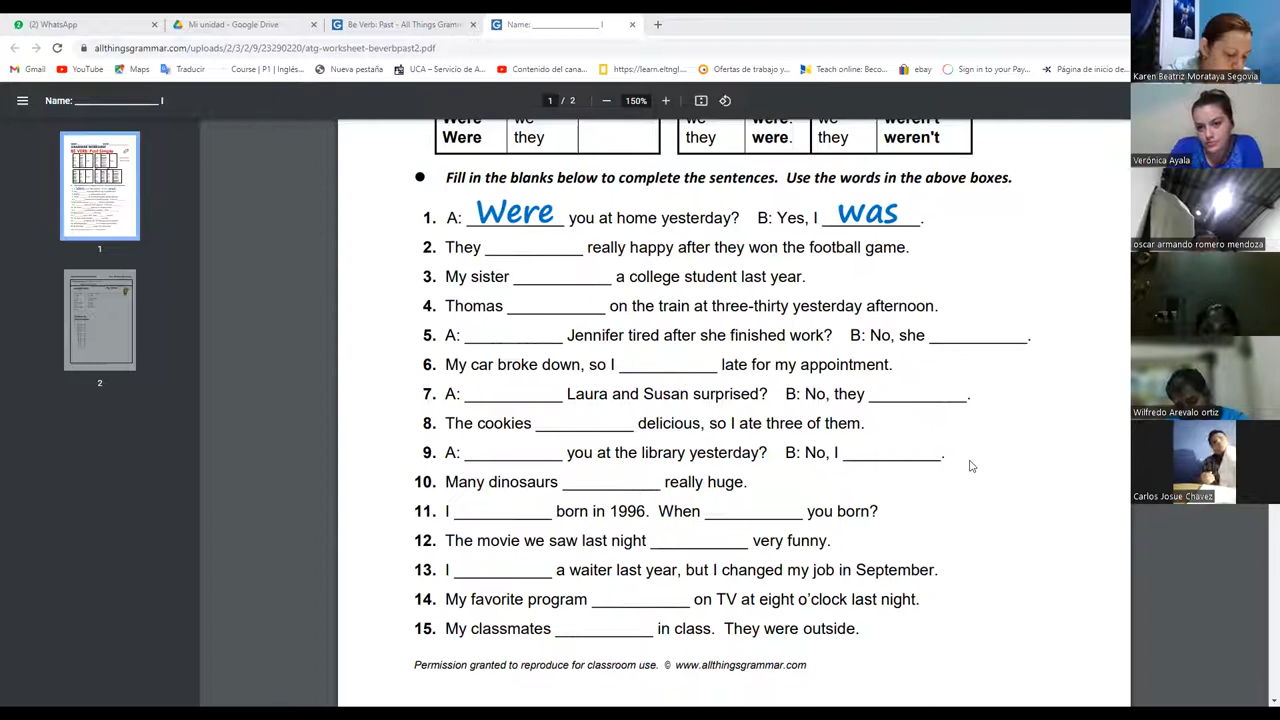 (2) WhatsApp
Mi unidad - Google Drive
Be Verb: Past - All Things Gramm
Name: ____________ I
allthingsgrammar.com/uploads/2/3/2/9/23290220/atg-worksheet-beverbpast2.pdf
Gmail YouTube Maps Traducir Course | P1 | Inglés... Nueva pestaña UCA – Servicio de A... Contenido del cana... https://learn.eltngl... Ofertas de trabajo y... Teach online: Beco... ebay Sign in to your Pay... Página de inicio de...
Name: ____________ I
1 / 2
150%
Were we were. we weren't
Were they they were. they weren't
● Fill in the blanks below to complete the sentences. Use the words in the above boxes.
1. A: Were you at home yesterday? B: Yes, I was.
2. They ___________ really happy after they won the football game.
3. My sister ___________ a college student last year.
4. Thomas ___________ on the train at three-thirty yesterday afternoon.
5. A: ___________ Jennifer tired after she finished work? B: No, she ___________.
6. My car broke down, so I ___________ late for my appointment.
7. A: ___________ Laura and Susan surprised? B: No, they ___________.
8. The cookies ___________ delicious, so I ate three of them.
9. A: ___________ you at the library yesterday? B: No, I ___________.
10. Many dinosaurs ___________ really huge.
11. I ___________ born in 1996. When ___________ you born?
12. The movie we saw last night ___________ very funny.
13. I ___________ a waiter last year, but I changed my job in September.
14. My favorite program ___________ on TV at eight o'clock last night.
15. My classmates ___________ in class. They were outside.
Permission granted to reproduce for classroom use. © www.allthingsgrammar.com
1
2
Karen Beatriz Morataya Segovia
Verónica Ayala
oscar armando romero mendoza
Wilfredo Arevalo ortiz
Carlos Josue Chávez